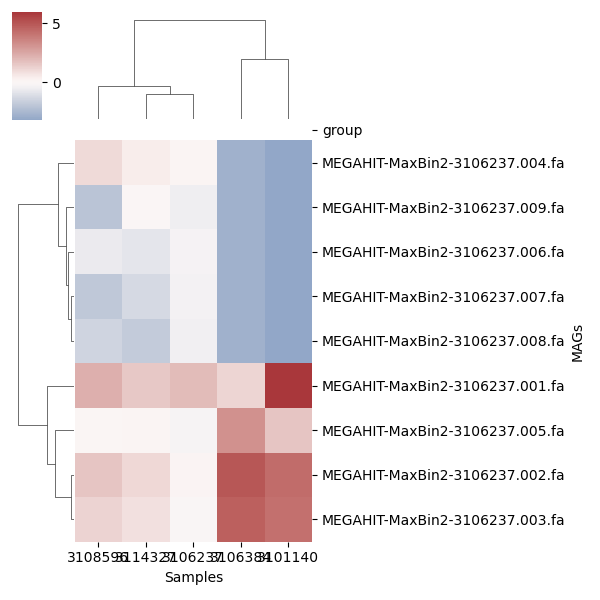 5
0
group
MEGAHIT-MaxBin2-3106237.004.fa
MEGAHIT-MaxBin2-3106237.009.fa
MEGAHIT-MaxBin2-3106237.006.fa
MEGAHIT-MaxBin2-3106237.007.fa
MEGAHIT-MaxBin2-3106237.008.fa
MEGAHIT-MaxBin2-3106237.001.fa
MEGAHIT-MaxBin2-3106237.005.fa
MEGAHIT-MaxBin2-3106237.002.fa
MEGAHIT-MaxBin2-3106237.003.fa
MAGs
3106237 3101140
Samples